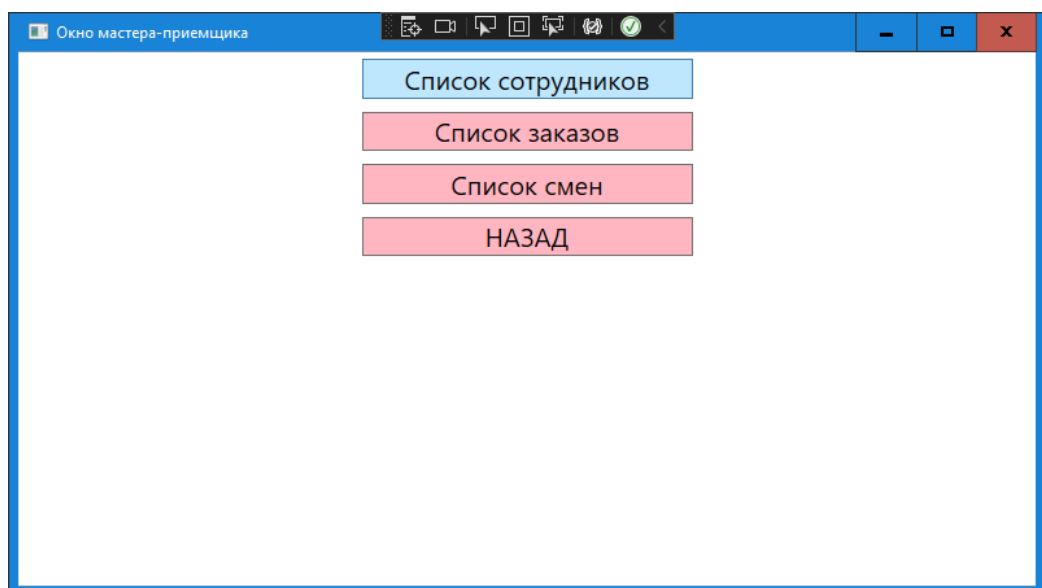 Окно мастера-приемщика
Список сотрудников
Список заказов
Список смен
НАЗАД